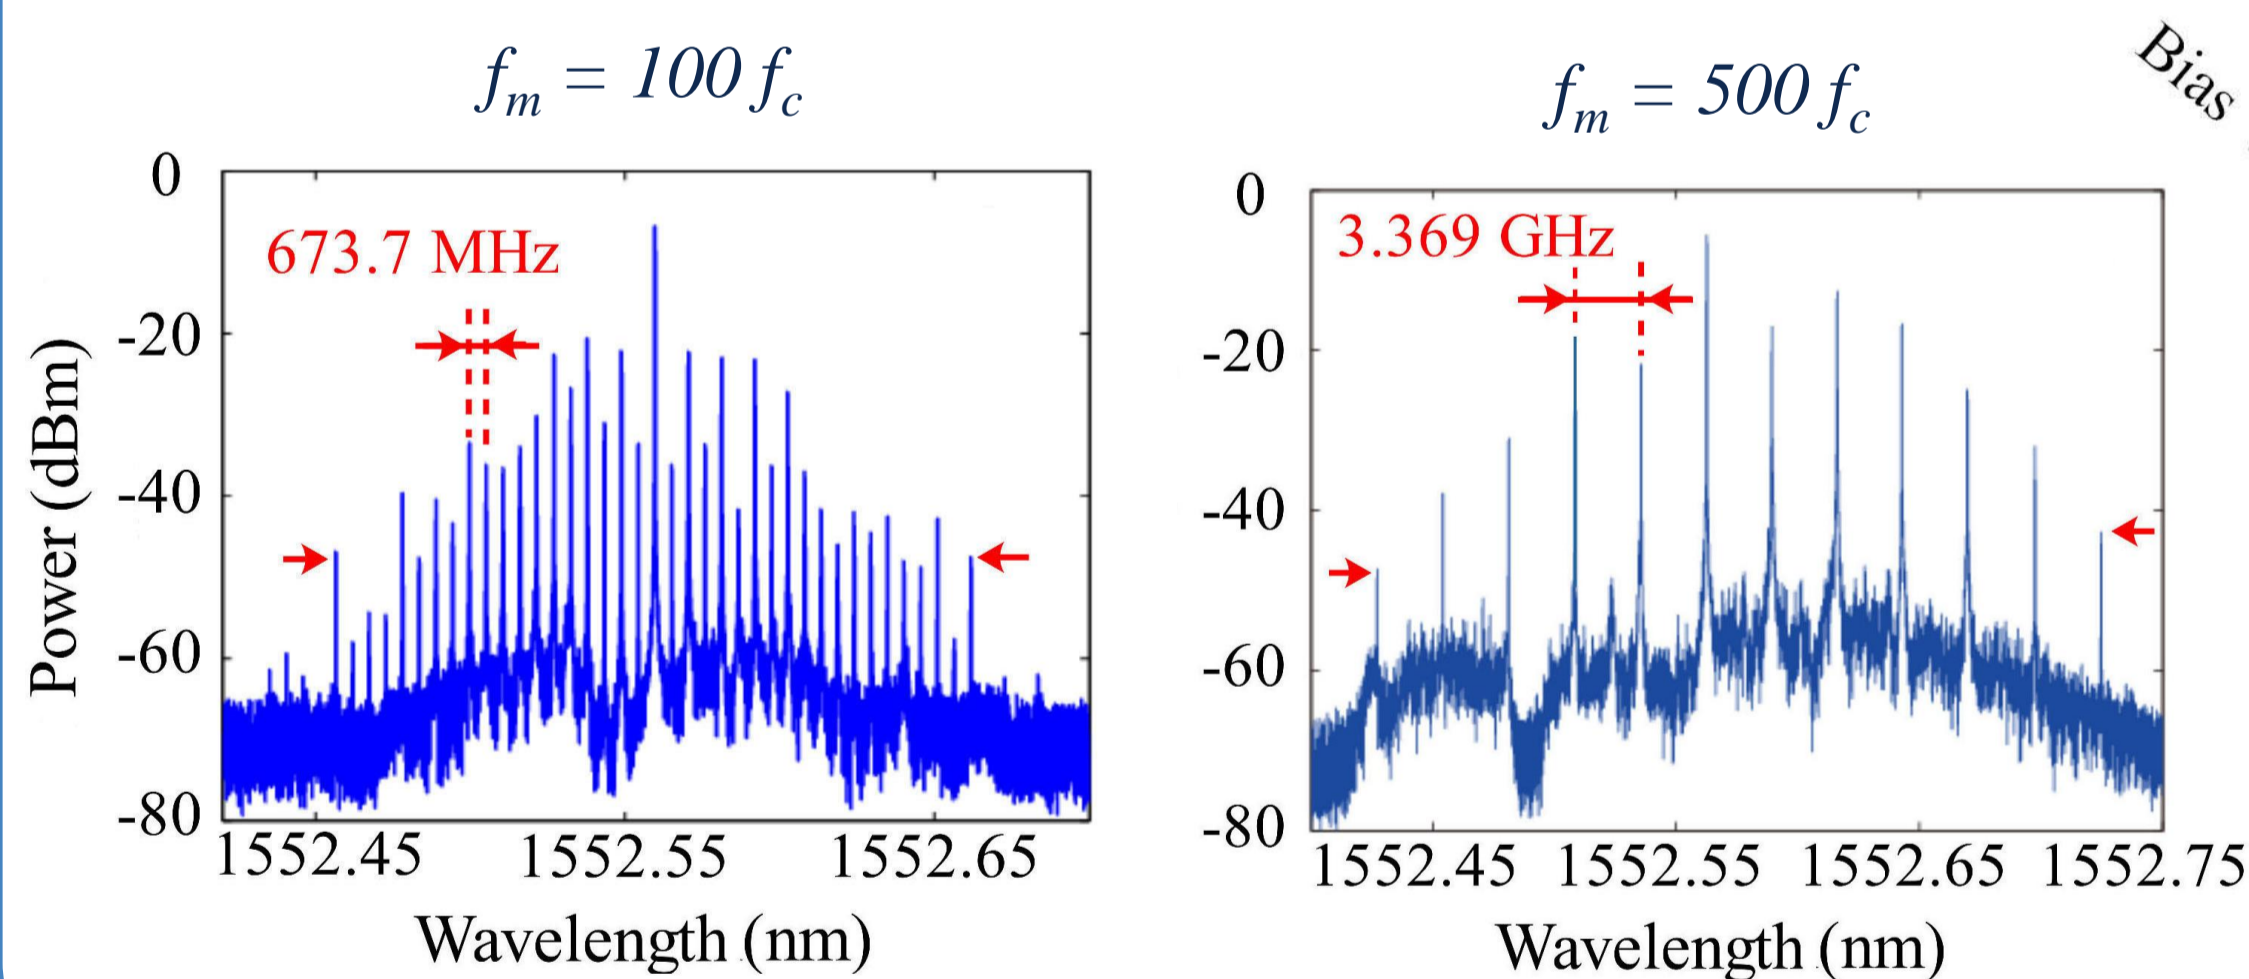 f_m = 100 f_c
0
673.7 MHz
-20
-40
-60
-80
Power (dBm)
1552.45 1552.55 1552.65
Wavelength (nm)
f_m = 500 f_c
0
3.369 GHz
-20
-40
-60
-80
1552.45 1552.55 1552.65 1552.75
Wavelength (nm)
Bias